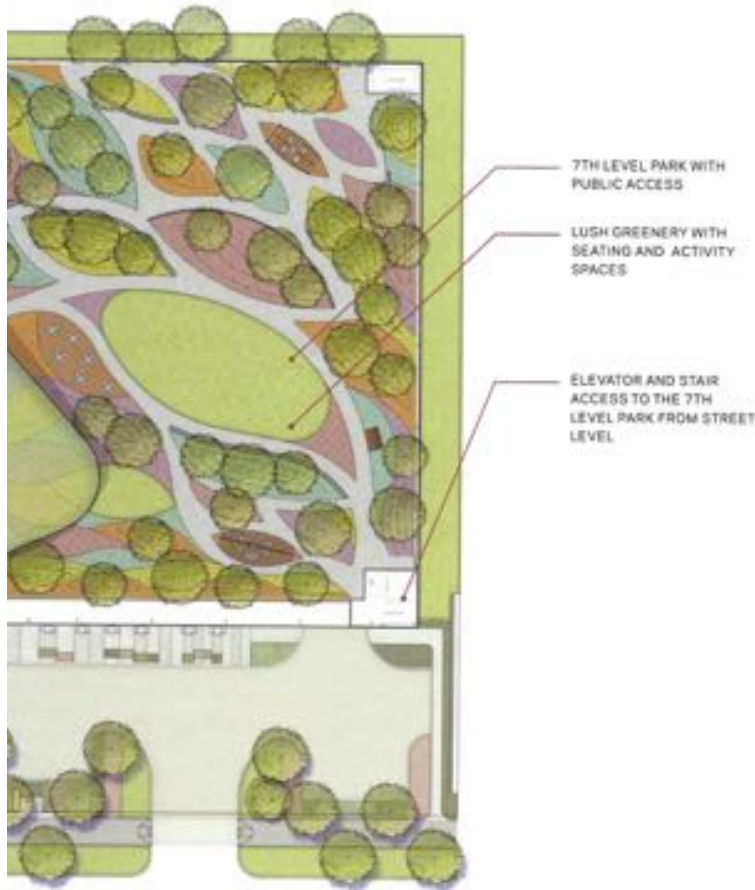 7TH LEVEL PARK WITH
PUBLIC ACCESS
LUSH GREENERY WITH
SEATING AND ACTIVITY
SPACES
ELEVATOR AND STAIR
ACCESS TO THE 7TH
LEVEL PARK FROM STREET
LEVEL